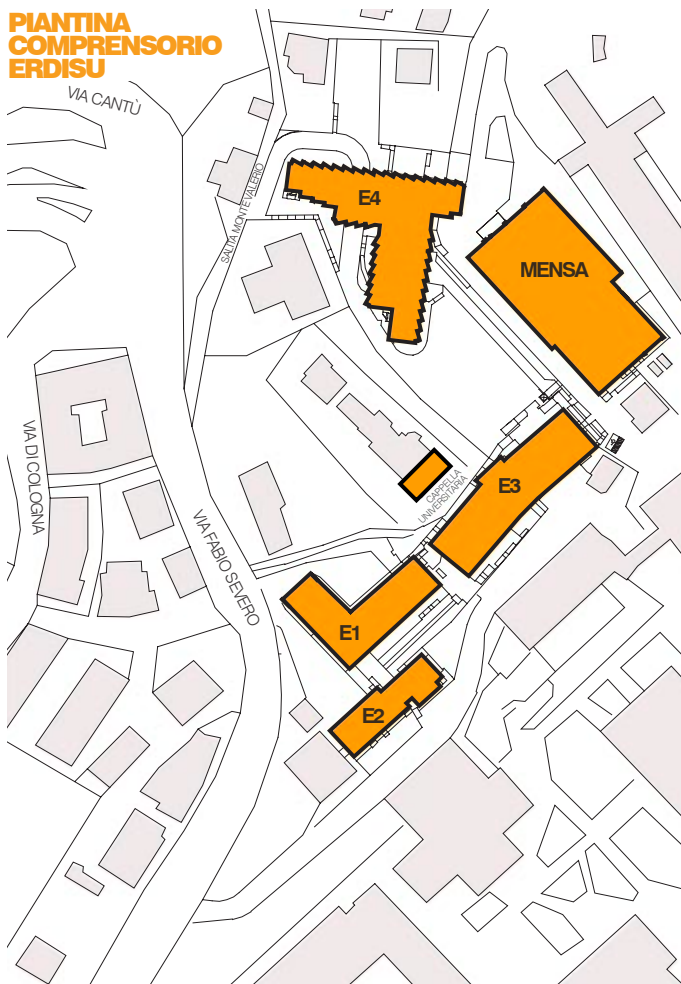 PIANTINA
COMPRENSORIO
ERDISU
VIA CANTÙ
SALITA MONTEVALERIO
E4
MENSA
VIA DI COLOGNA
VIA FABIO SEVERO
CAPPELLA
UNIVERSITARIA
E3
E1
E2